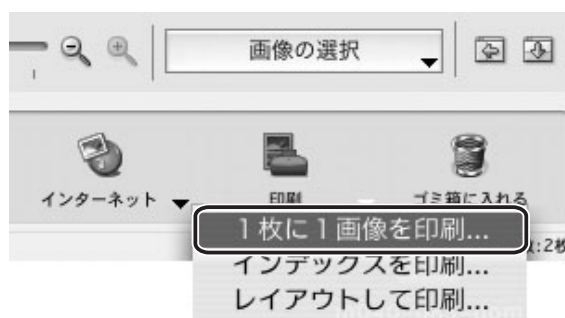 画像の選択
インターネット
印刷
ゴミ箱に入れる
1枚に1画像を印刷...
:2枚
インデックスを印刷...
レイアウトして印刷...